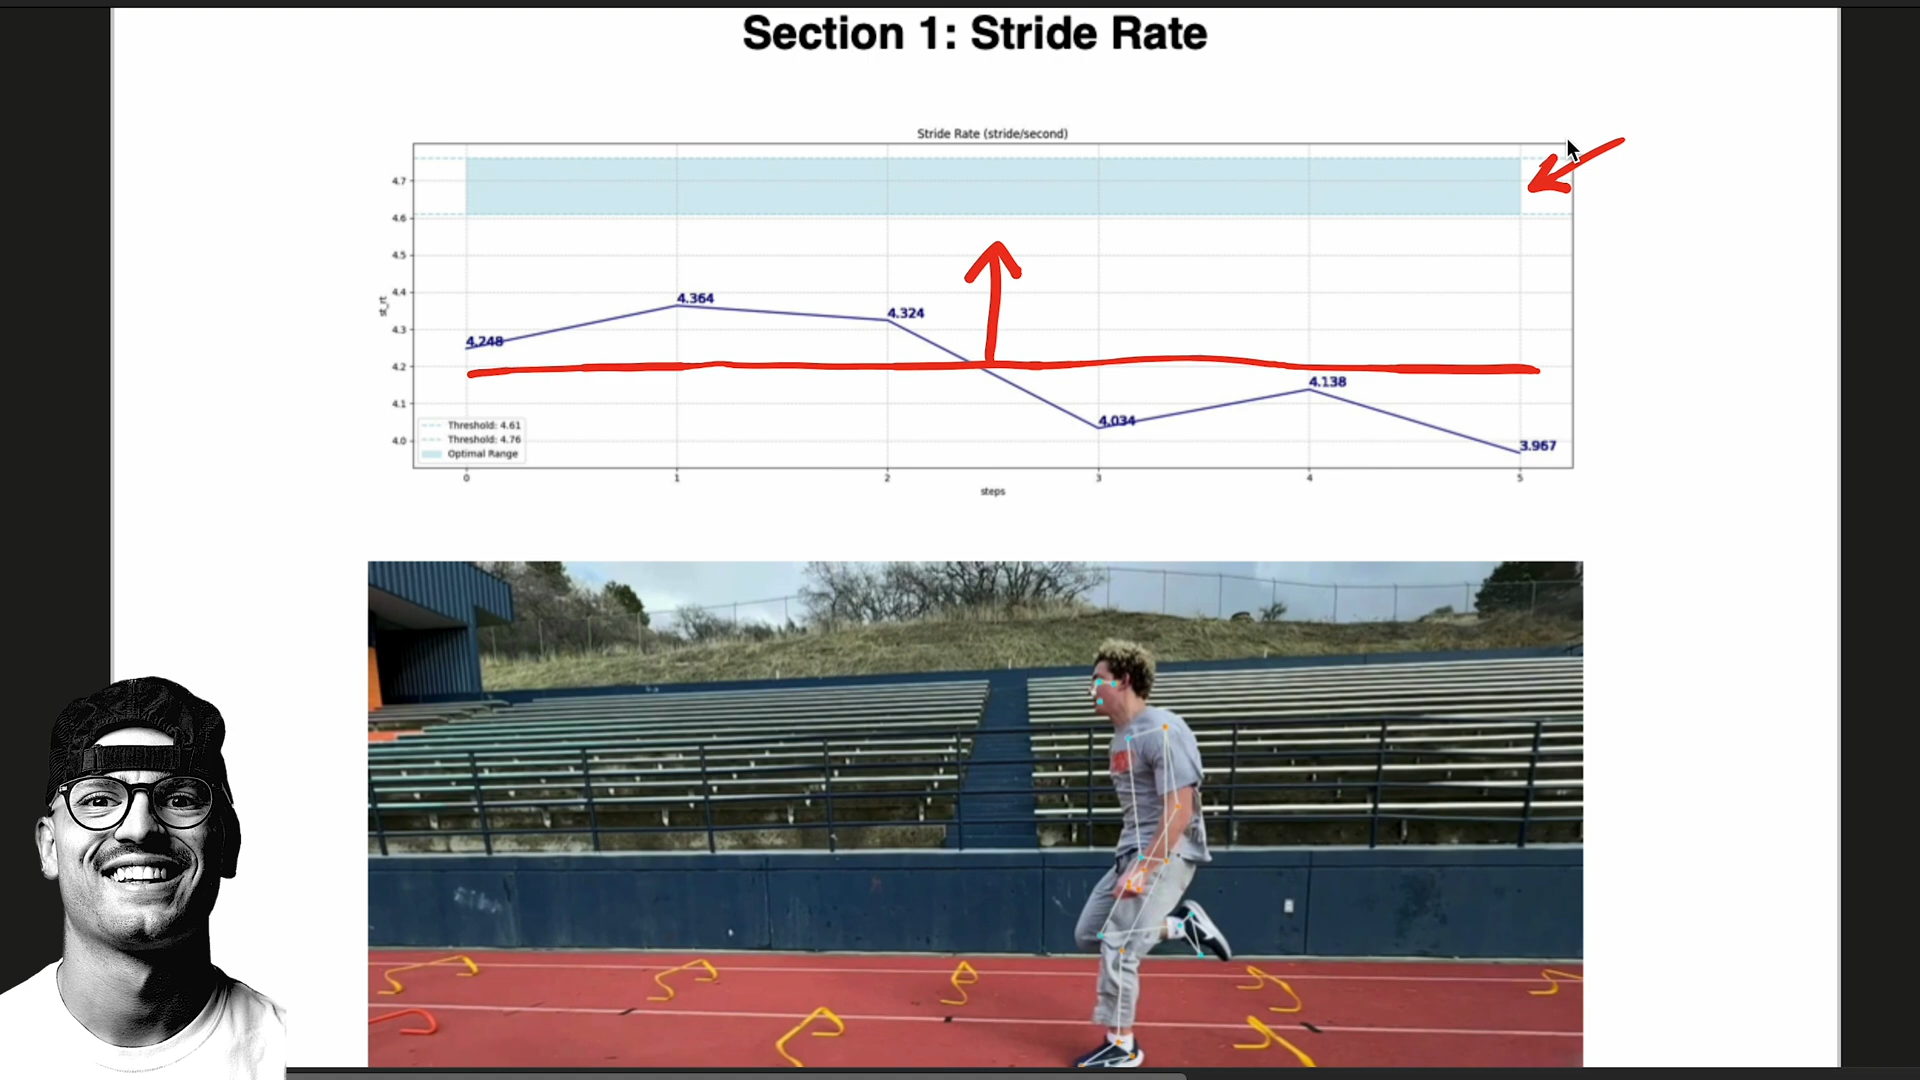 Section 1: Stride Rate
Stride Rate (stride/second)
4.7
4.6
4.5
4.4
4.3
4.2
4.1
4.0
st_rt
4.248
4.364
4.324
4.034
4.138
3.967
Threshold: 4.61
Threshold: 4.76
Optimal Range
0 1 2 3 4 5
steps